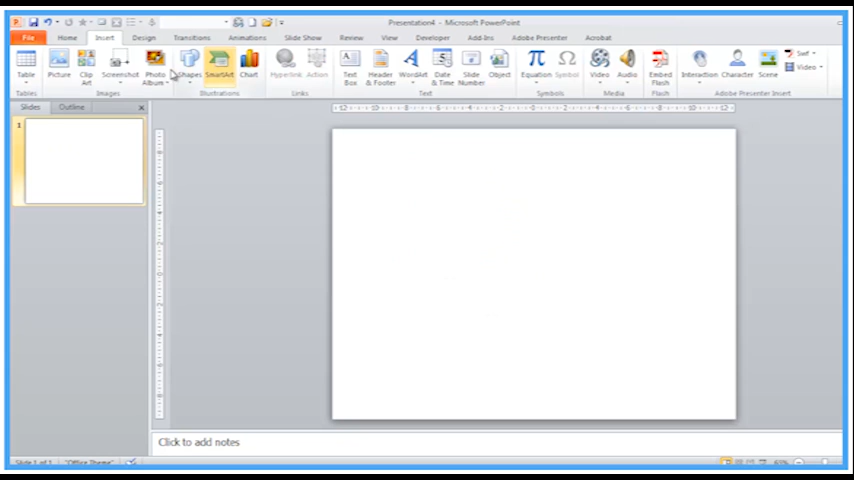 Presentation4 - Microsoft PowerPoint
File Home Insert Design Transitions Animations Slide Show Review View Developer Add-Ins Adobe Presenter Acrobat
Table Picture Clip Art Screenshot Photo Album Shapes SmartArt Chart Hyperlink Action Text Box Header & Footer WordArt Date & Time Slide Number Object Equation Symbol Video Audio Embed Flash Interaction Character Scene Swf Video
Tables Images Illustrations Links Text Symbols Media Flash Adobe Presenter Insert
Slides Outline
1
Click to add notes
Slide 1 of 1 "Office Theme"